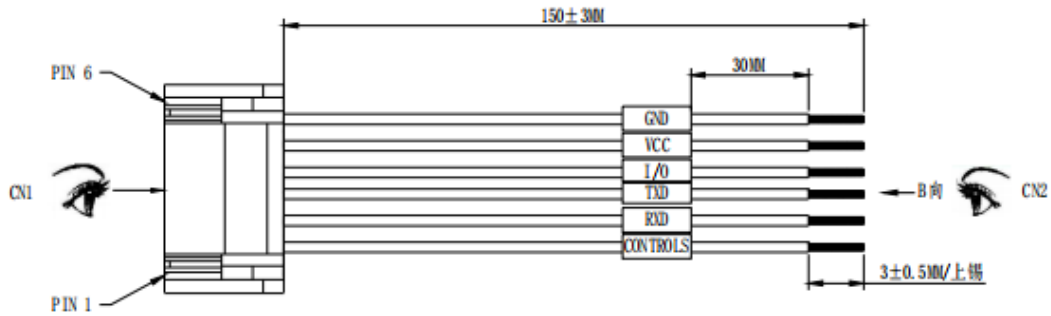 150±3MM
30MM
PIN 6
GND
VCC
I/O
TXD
RXD
CONTROLS
CN1
B向
CN2
3±0.5MM/上锡
PIN 1